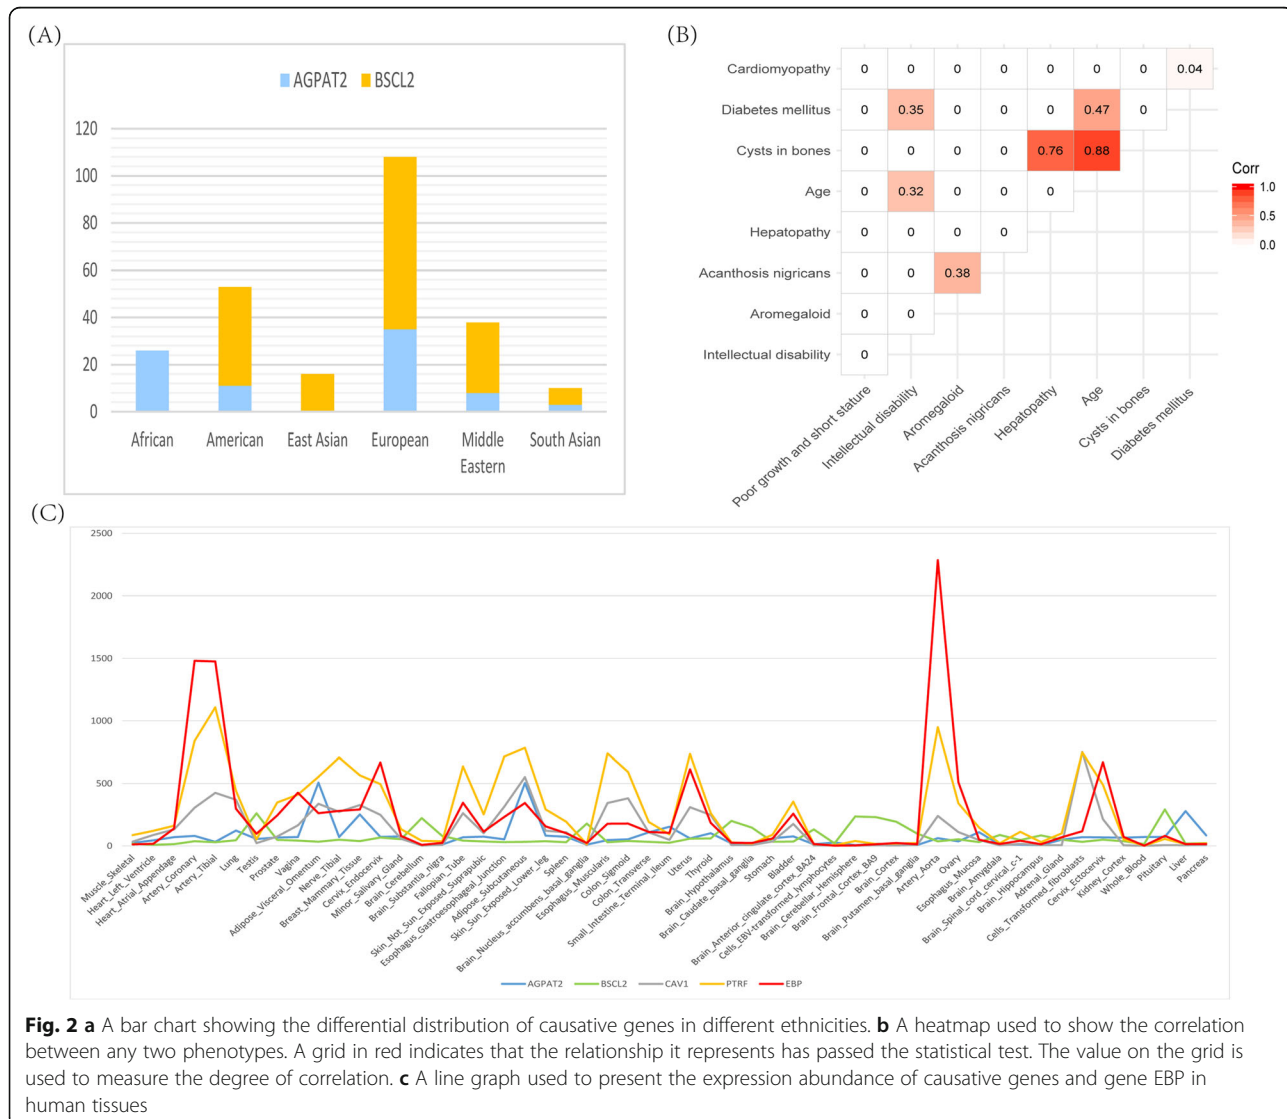 (A)
AGPAT2 BSCL2
120
100
80
60
40
20
0
African American East Asian European Middle Eastern South Asian
(B)
Cardiomyopathy 0 0 0 0 0 0 0 0.04
Diabetes mellitus 0 0.35 0 0 0 0.47 0
Cysts in bones 0 0 0 0 0.76 0.88
Age 0 0.32 0 0 0
Hepatopathy 0 0 0 0
Acanthosis nigricans 0 0 0.38
Aromegaloid 0 0
Intellectual disability 0
Poor growth and short stature
Intellectual disability
Aromegaloid
Acanthosis nigricans
Hepatopathy
Age
Cysts in bones
Diabetes mellitus
Corr
1.0
0.5
0.0
(C)
2500
2000
1500
1000
500
0
Muscle_Skeletal
Heart_Left_Ventricle
Heart_Atrial_Appendage
Artery_Coronary
Artery_Tibial
Lung
Testis
Prostate
Vagina
Adipose_Visceral_Omentum
Nerve_Tibial
Breast_Mammary_Tissue
Cervix_Endocervix
Minor_Salivary_Gland
Brain_Cerebellum
Brain_Substantia_nigra
Fallopian_Tube
Skin_Not_Sun_Exposed_Suprapubic
Esophagus_Gastroesophageal_Junction
Adipose_Subcutaneous
Skin_Sun_Exposed_Lower_leg
Spleen
Brain_Nucleus_accumbens_basal_ganglia
Esophagus_Muscularis
Colon_Sigmoid
Colon_Transverse
Small_Intestine_Terminal_Ileum
Uterus
Thyroid
Brain_Hypothalamus
Brain_Caudate_basal_ganglia
Stomach
Bladder
Brain_Anterior_cingulate_cortex_BA24
Cells_EBV-transformed_lymphocytes
Brain_Cerebellar_Hemisphere
Brain_Frontal_Cortex_BA9
Brain_Cortex
Brain_Putamen_basal_ganglia
Artery_Aorta
Ovary
Esophagus_Mucosa
Brain_Amygdala
Brain_Spinal_cord_cervical_c-1
Brain_Hippocampus
Adrenal_Gland
Cells_Transformed_fibroblasts
Cervix_Ectocervix
Kidney_Cortex
Whole_Blood
Pituitary
Liver
Pancreas
AGPAT2 BSCL2 CAV1 PTRF EBP
Fig. 2 a A bar chart showing the differential distribution of causative genes in different ethnicities. b A heatmap used to show the correlation
between any two phenotypes. A grid in red indicates that the relationship it represents has passed the statistical test. The value on the grid is
used to measure the degree of correlation. c A line graph used to present the expression abundance of causative genes and gene EBP in
human tissues